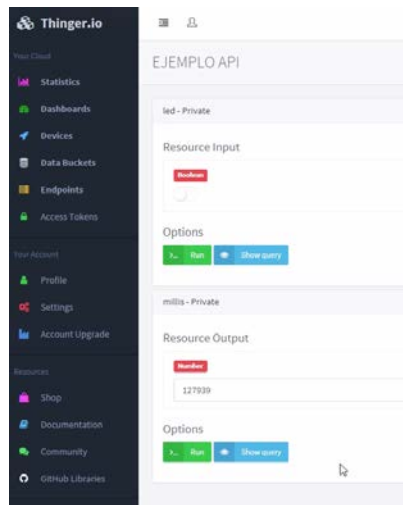 Thinger.io
Your Cloud
Statistics
Dashboards
Devices
Data Buckets
Endpoints
Access Tokens
Your Account
Profile
Settings
Account Upgrade
Resources
Shop
Documentation
Community
GitHub Libraries
EJEMPLO API
led - Private
Resource Input
Boolean
Options
>_ Run
Show query
millis - Private
Resource Output
Number
127939
Options
>_ Run
Show query